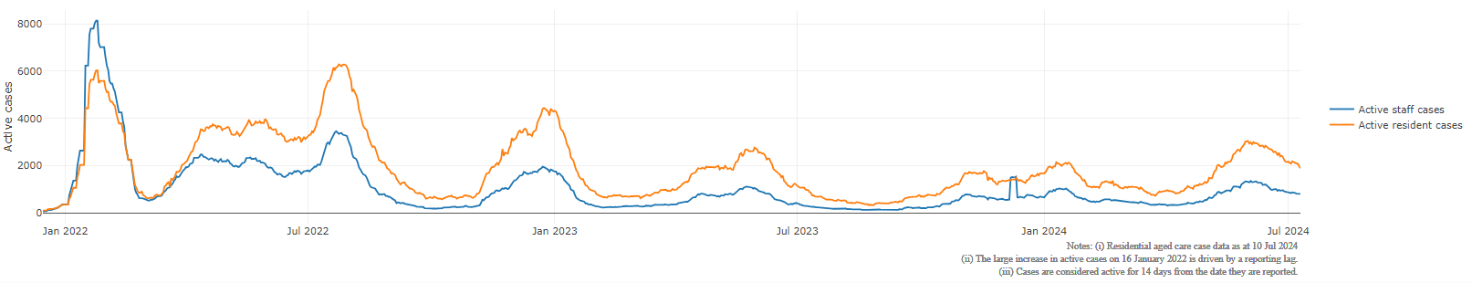 8000
6000
4000
2000
0
Active cases
Jan 2022
Jul 2022
Jan 2023
Jul 2023
Jan 2024
Jul 2024
Active staff cases
Active resident cases
Notes: (i) Residential aged care case data as at 10 Jul 2024
(ii) The large increase in active cases on 16 January 2022 is driven by a reporting lag.
(iii) Cases are considered active for 14 days from the date they are reported.